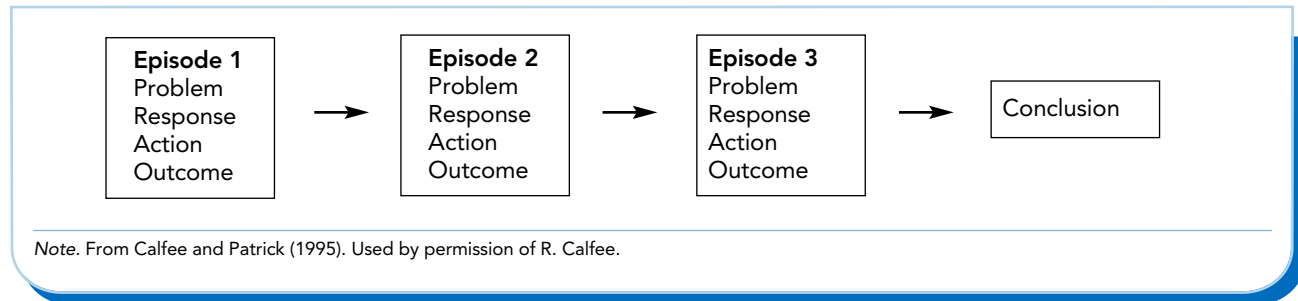 Episode 1
Problem
Response
Action
Outcome
Episode 2
Problem
Response
Action
Outcome
Episode 3
Problem
Response
Action
Outcome
Conclusion
Note. From Calfee and Patrick (1995). Used by permission of R. Calfee.